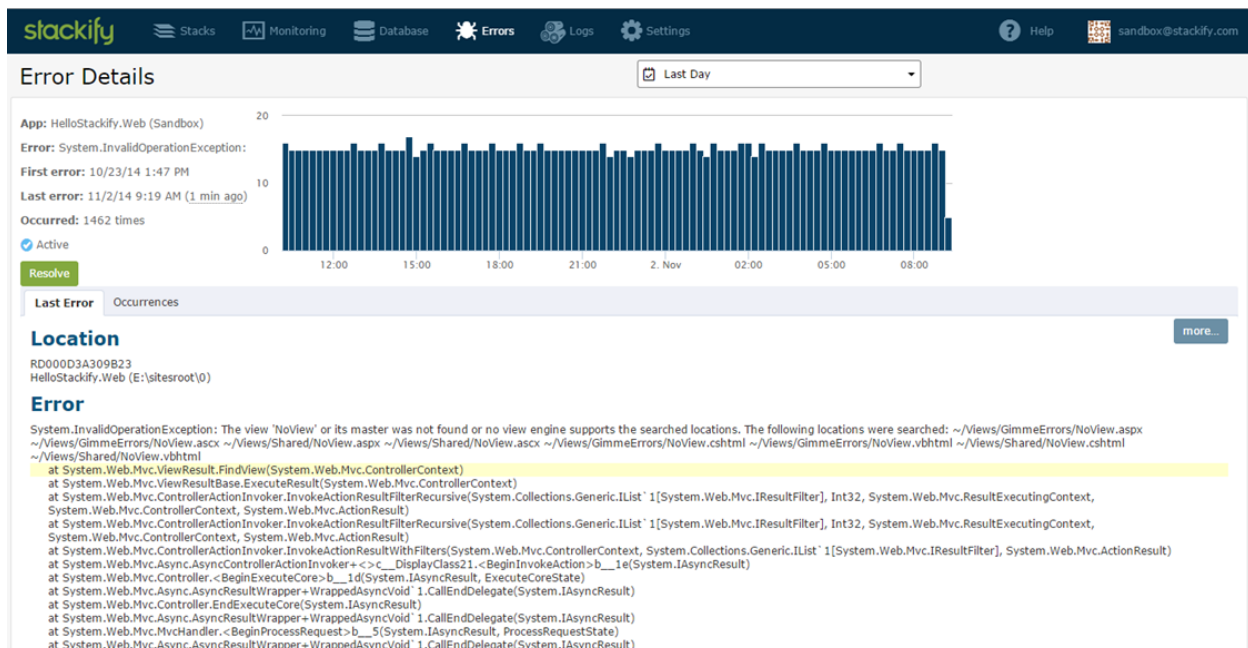 stackify Stacks Monitoring Database Errors Logs Settings ? Help sandbox@stackify.com
Error Details
Last Day
App: HelloStackify.Web (Sandbox)
Error: System.InvalidOperationException:
First error: 10/23/14 1:47 PM
Last error: 11/2/14 9:19 AM (1 min ago)
Occurred: 1462 times
Active
Resolve
20
10
0
12:00 15:00 18:00 21:00 2. Nov 02:00 05:00 08:00
Last Error Occurrences
Location
more...
RD000D3A309B23
HelloStackify.Web (E:\sitesroot\0)
Error
System.InvalidOperationException: The view 'NoView' or its master was not found or no view engine supports the searched locations. The following locations were searched: ~/Views/GimmeErrors/NoView.aspx
~/Views/GimmeErrors/NoView.ascx ~/Views/Shared/NoView.aspx ~/Views/Shared/NoView.ascx ~/Views/GimmeErrors/NoView.cshtml ~/Views/GimmeErrors/NoView.vbhtml ~/Views/Shared/NoView.cshtml
~/Views/Shared/NoView.vbhtml
at System.Web.Mvc.ViewResult.FindView(System.Web.Mvc.ControllerContext)
at System.Web.Mvc.ViewResultBase.ExecuteResult(System.Web.Mvc.ControllerContext)
at System.Web.Mvc.ControllerActionInvoker.InvokeActionResultFilterRecursive(System.Collections.Generic.IList`1[System.Web.Mvc.IResultFilter], Int32, System.Web.Mvc.ResultExecutingContext,
System.Web.Mvc.ControllerContext, System.Web.Mvc.ActionResult)
at System.Web.Mvc.ControllerActionInvoker.InvokeActionResultFilterRecursive(System.Collections.Generic.IList`1[System.Web.Mvc.IResultFilter], Int32, System.Web.Mvc.ResultExecutingContext,
System.Web.Mvc.ControllerContext, System.Web.Mvc.ActionResult)
at System.Web.Mvc.ControllerActionInvoker.InvokeActionResultWithFilters(System.Web.Mvc.ControllerContext, System.Collections.Generic.IList`1[System.Web.Mvc.IResultFilter], System.Web.Mvc.ActionResult)
at System.Web.Mvc.Async.AsyncControllerActionInvoker+<>c__DisplayClass21.<BeginInvokeAction>b__1e(System.IAsyncResult)
at System.Web.Mvc.Controller.<BeginExecuteCore>b__1d(System.IAsyncResult, ExecuteCoreState)
at System.Web.Mvc.Async.AsyncResultWrapper+WrappedAsyncVoid`1.CallEndDelegate(System.IAsyncResult)
at System.Web.Mvc.Controller.EndExecuteCore(System.IAsyncResult)
at System.Web.Mvc.Async.AsyncResultWrapper+WrappedAsyncVoid`1.CallEndDelegate(System.IAsyncResult)
at System.Web.Mvc.MvcHandler.<BeginProcessRequest>b__5(System.IAsyncResult, ProcessRequestState)
at System.Web.Mvc.Async.AsyncResultWrapper+WrappedAsyncVoid`1.CallEndDelegate(System.IAsyncResult)